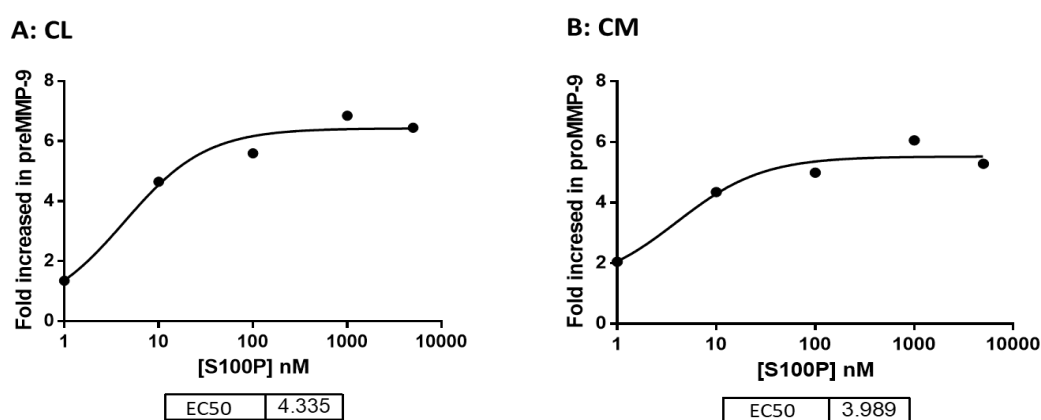 A: CL
Fold increased in preMMP-9
8
6
4
2
0
1 10 100 1000 10000
[S100P] nM
EC50 4.335
B: CM
Fold incresed in proMMP-9
8
6
4
2
0
1 10 100 1000 10000
[S100P] nM
EC50 3.989